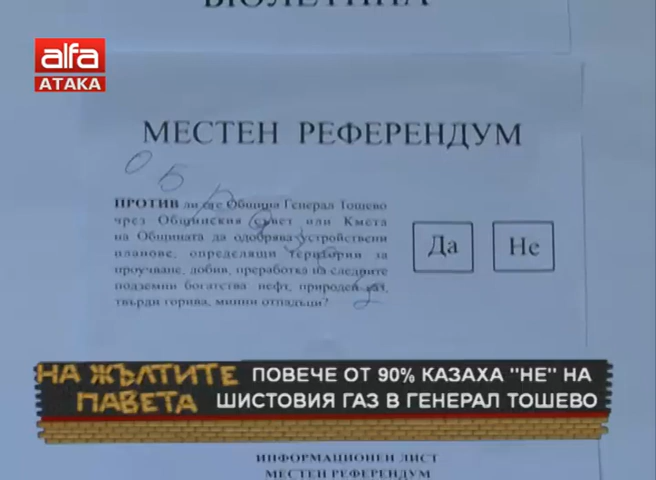 БЮЛЕТИНА
alfa
АТАКА
МЕСТЕН РЕФЕРЕНДУМ
ОБРАЗЕЦ
ПРОТИВ ли сте Община Генерал Тошево
чрез Общинския съвет или Кмета
на Общината да одобрява устройствени
планове, определящи територии за
проучване, добив, преработка на следните
подземни богатства нефт, природен газ,
твърди горива, минни отпадъци?
Да
Не
НА ЖЪЛТИТЕ
ПАВЕТА
ПОВЕЧЕ ОТ 90% КАЗАХА "НЕ" НА
ШИСТОВИЯ ГАЗ В ГЕНЕРАЛ ТОШЕВО
ИНФОРМАЦИОНЕН ЛИСТ
МЕСТЕН РЕФЕРЕНДУМ